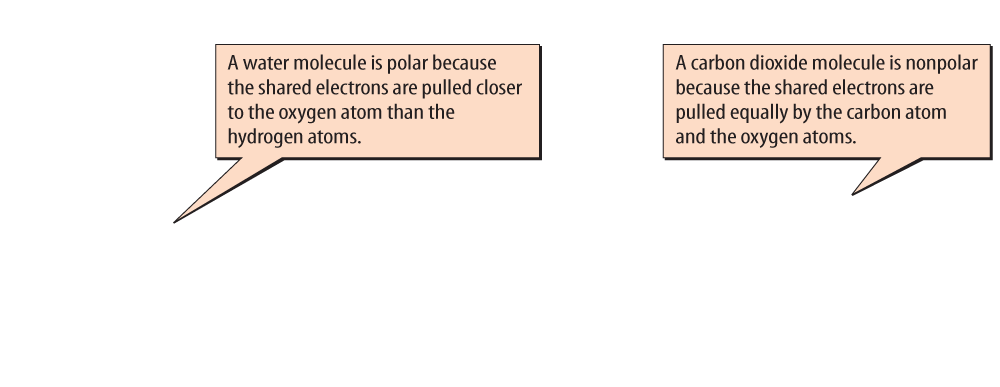 A water molecule is polar because
the shared electrons are pulled closer
to the oxygen atom than the
hydrogen atoms.
A carbon dioxide molecule is nonpolar
because the shared electrons are
pulled equally by the carbon atom
and the oxygen atoms.